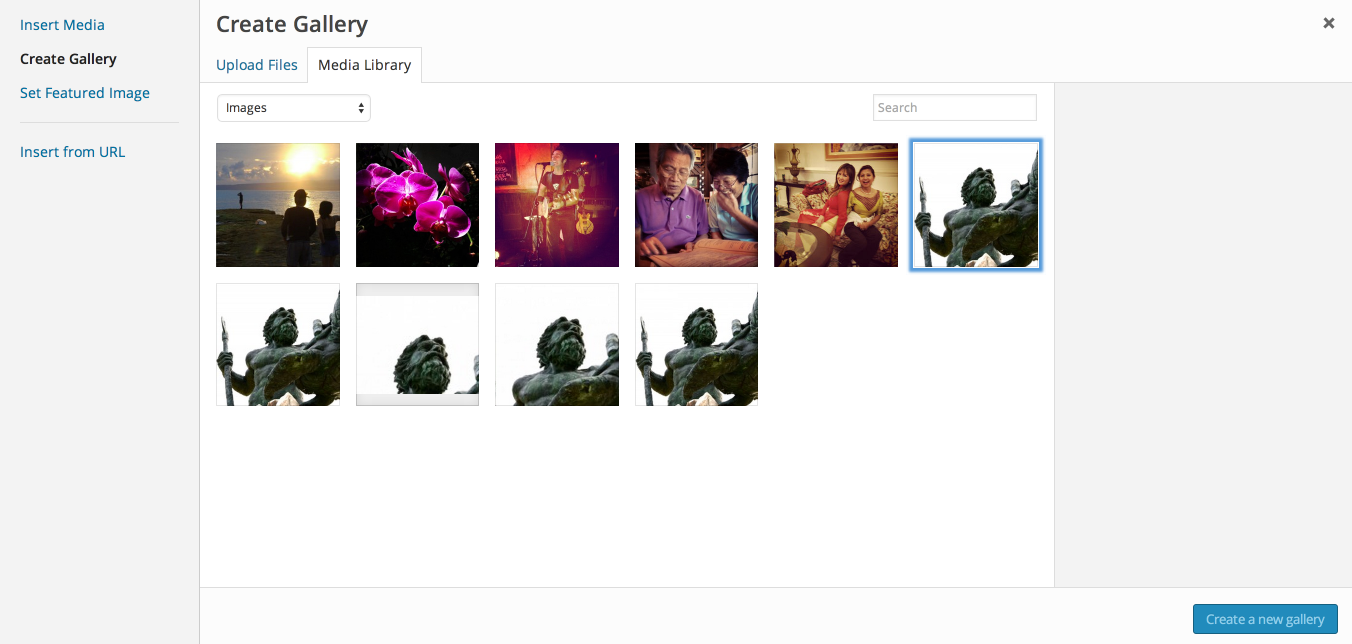 Insert Media
Create Gallery
Set Featured Image
Insert from URL
Create Gallery
Upload Files
Media Library
Images
Search
Create a new gallery